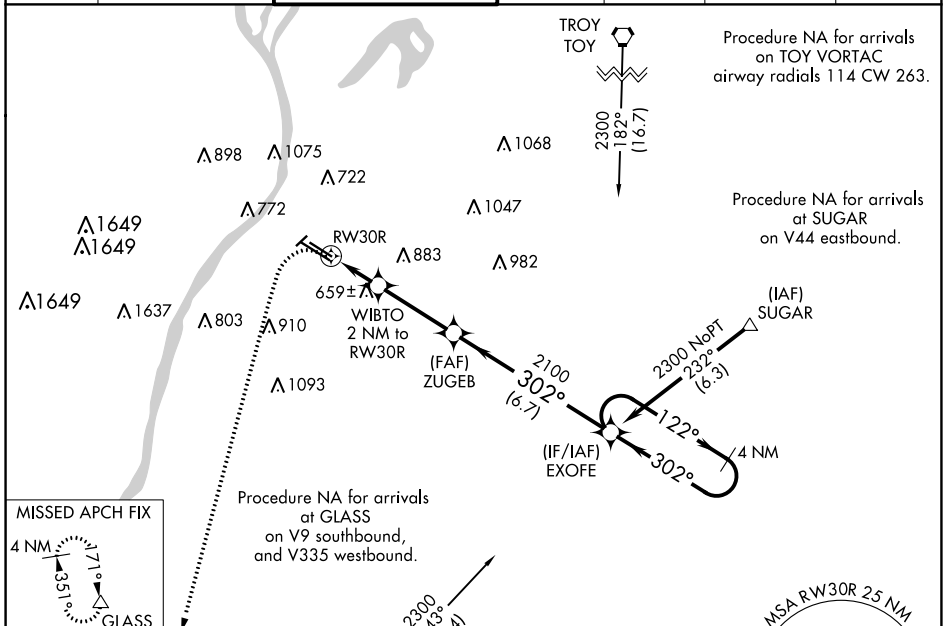 TROY
TOY
Procedure NA for arrivals
on TOY VORTAC
airway radials 114 CW 263.
2300
182°
(16.7)
898
1075
1068
722
772
1047
Procedure NA for arrivals
at SUGAR
on V44 eastbound.
1649
1649
RW30R
883
982
1649
1637
803
910
659±
WIBTO
2 NM to
RW30R
(FAF)
ZUGEB
(IAF)
SUGAR
2300 NoPT
232°
(6.3)
2100
302°
(6.7)
1093
122°
302°
4 NM
(IF/IAF)
EXOFE
Procedure NA for arrivals
at GLASS
on V9 southbound,
and V335 westbound.
MISSED APCH FIX
4 NM
171°
351°
GLASS
2300
MSA RW30R 25 NM